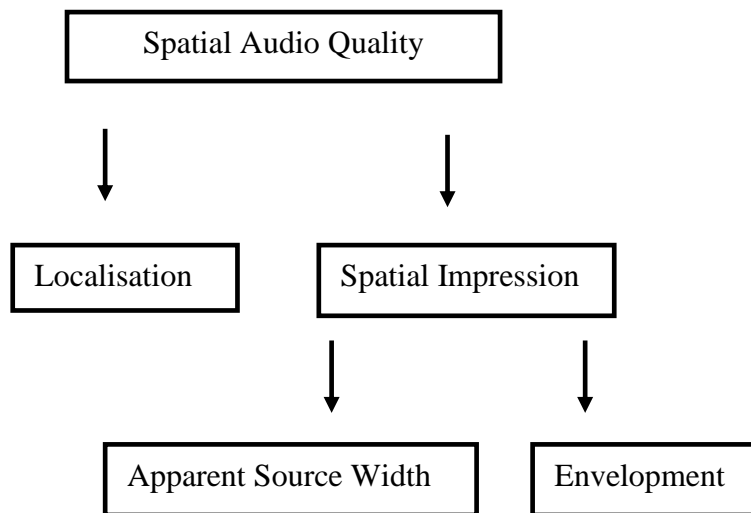 Spatial Audio Quality
Localisation
Spatial Impression
Apparent Source Width
Envelopment